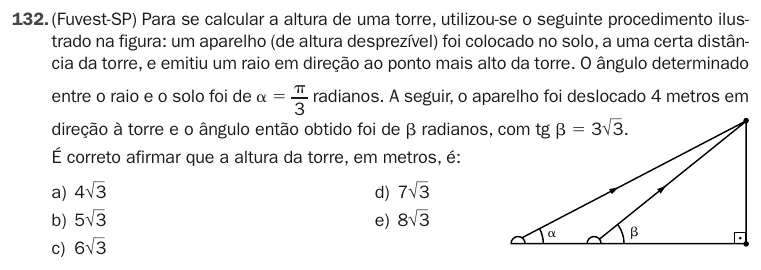 132. (Fuvest-SP) Para se calcular a altura de uma torre, utilizou-se o seguinte procedimento ilus-
trado na figura: um aparelho (de altura desprezível) foi colocado no solo, a uma certa distân-
cia da torre, e emitiu um raio em direção ao ponto mais alto da torre. O ângulo determinado
entre o raio e o solo foi de α = π/3 radianos. A seguir, o aparelho foi deslocado 4 metros em
direção à torre e o ângulo então obtido foi de β radianos, com tg β = 3√3.
É correto afirmar que a altura da torre, em metros, é:
a) 4√3
b) 5√3
c) 6√3
d) 7√3
e) 8√3
α
β